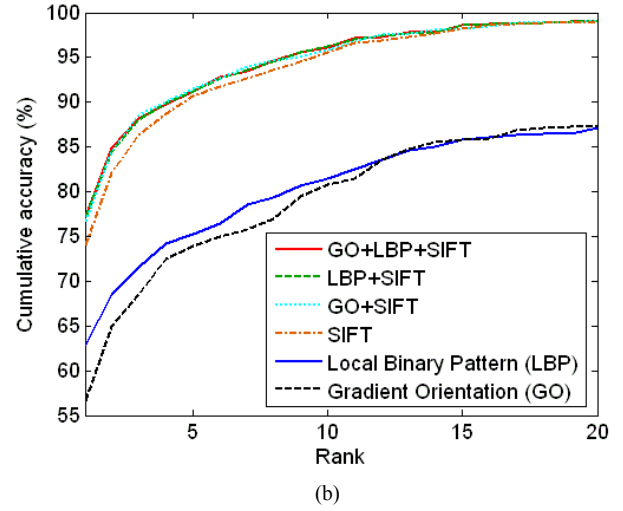 100
95
90
85
80
75
70
65
60
55
Cumulative accuracy (%)
GO+LBP+SIFT
LBP+SIFT
GO+SIFT
SIFT
Local Binary Pattern (LBP)
Gradient Orientation (GO)
5 10 15 20
Rank
(b)